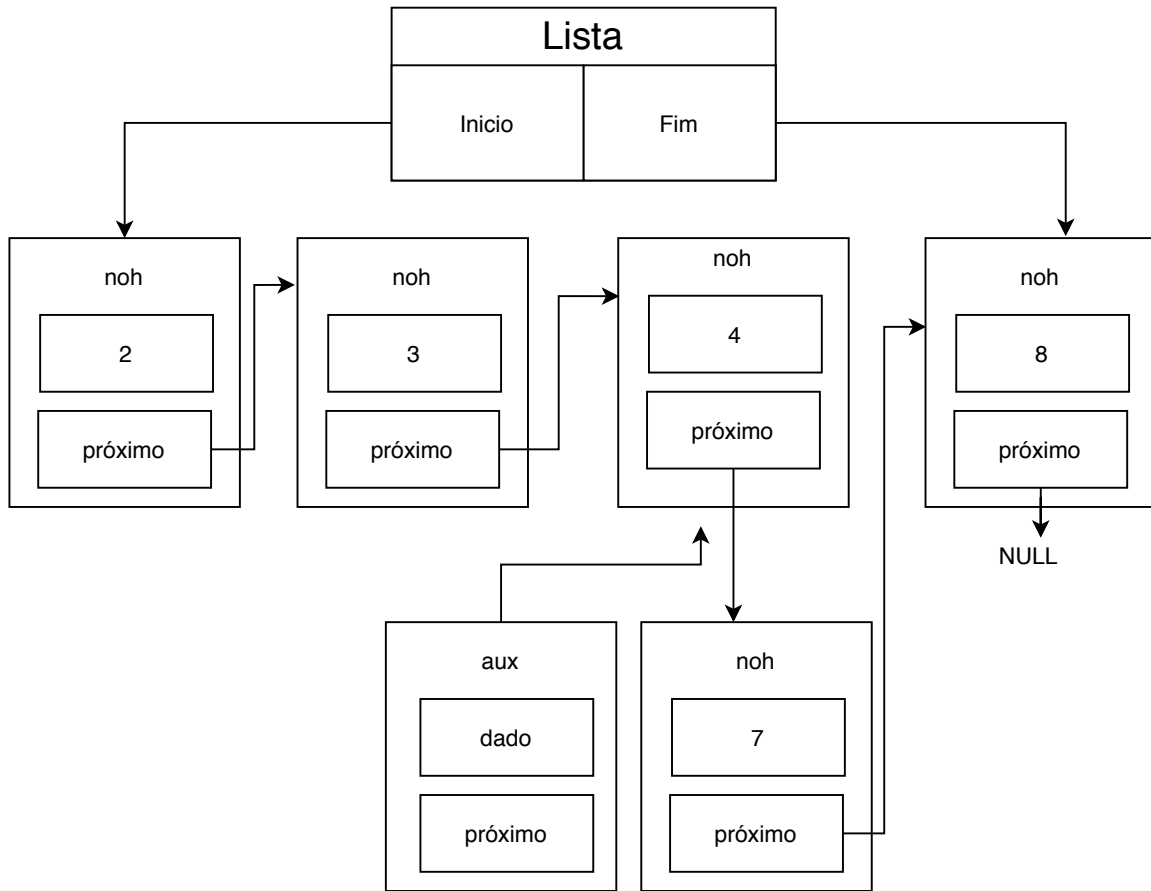 Lista
Inicio
Fim
noh
2
próximo
noh
3
próximo
noh
4
próximo
noh
8
próximo
NULL
aux
dado
próximo
noh
7
próximo